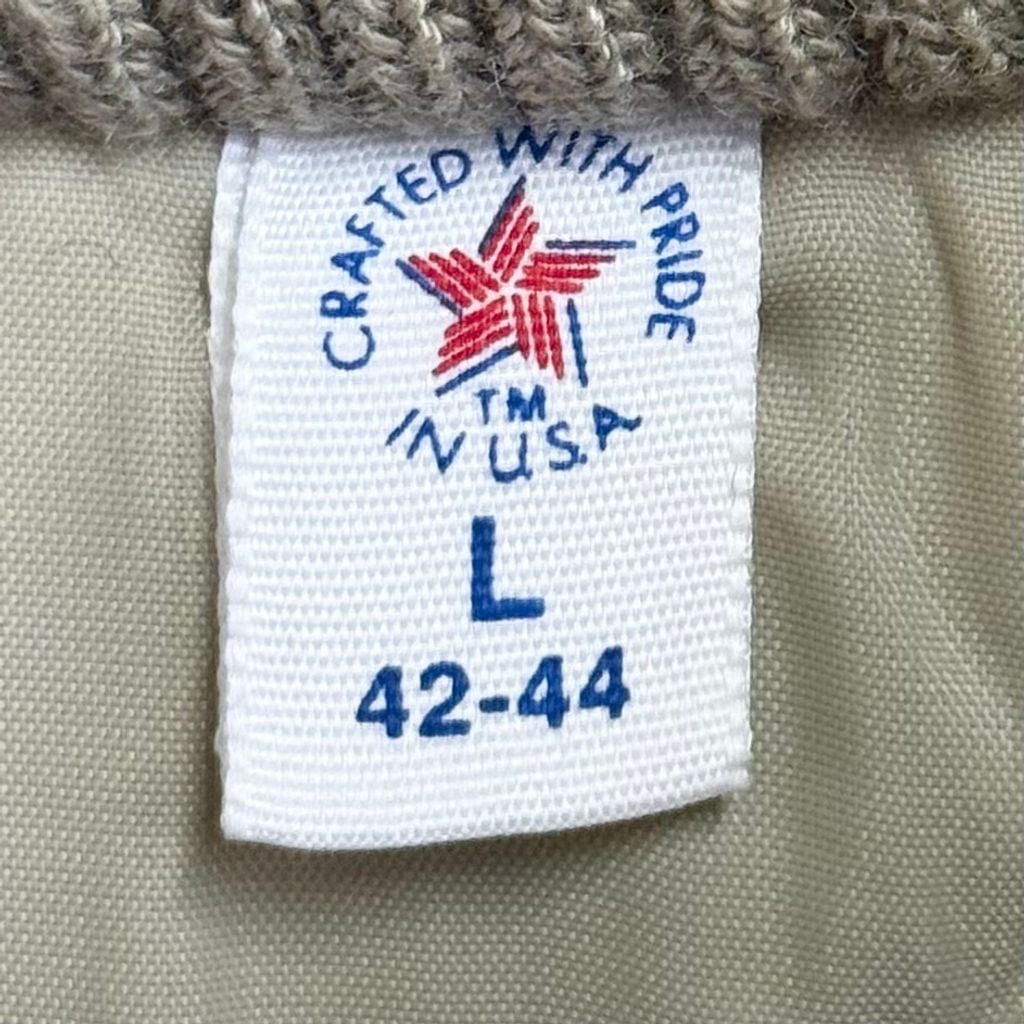 CRAFTED WITH PRIDE
TM
IN U.S.A
L
42-44